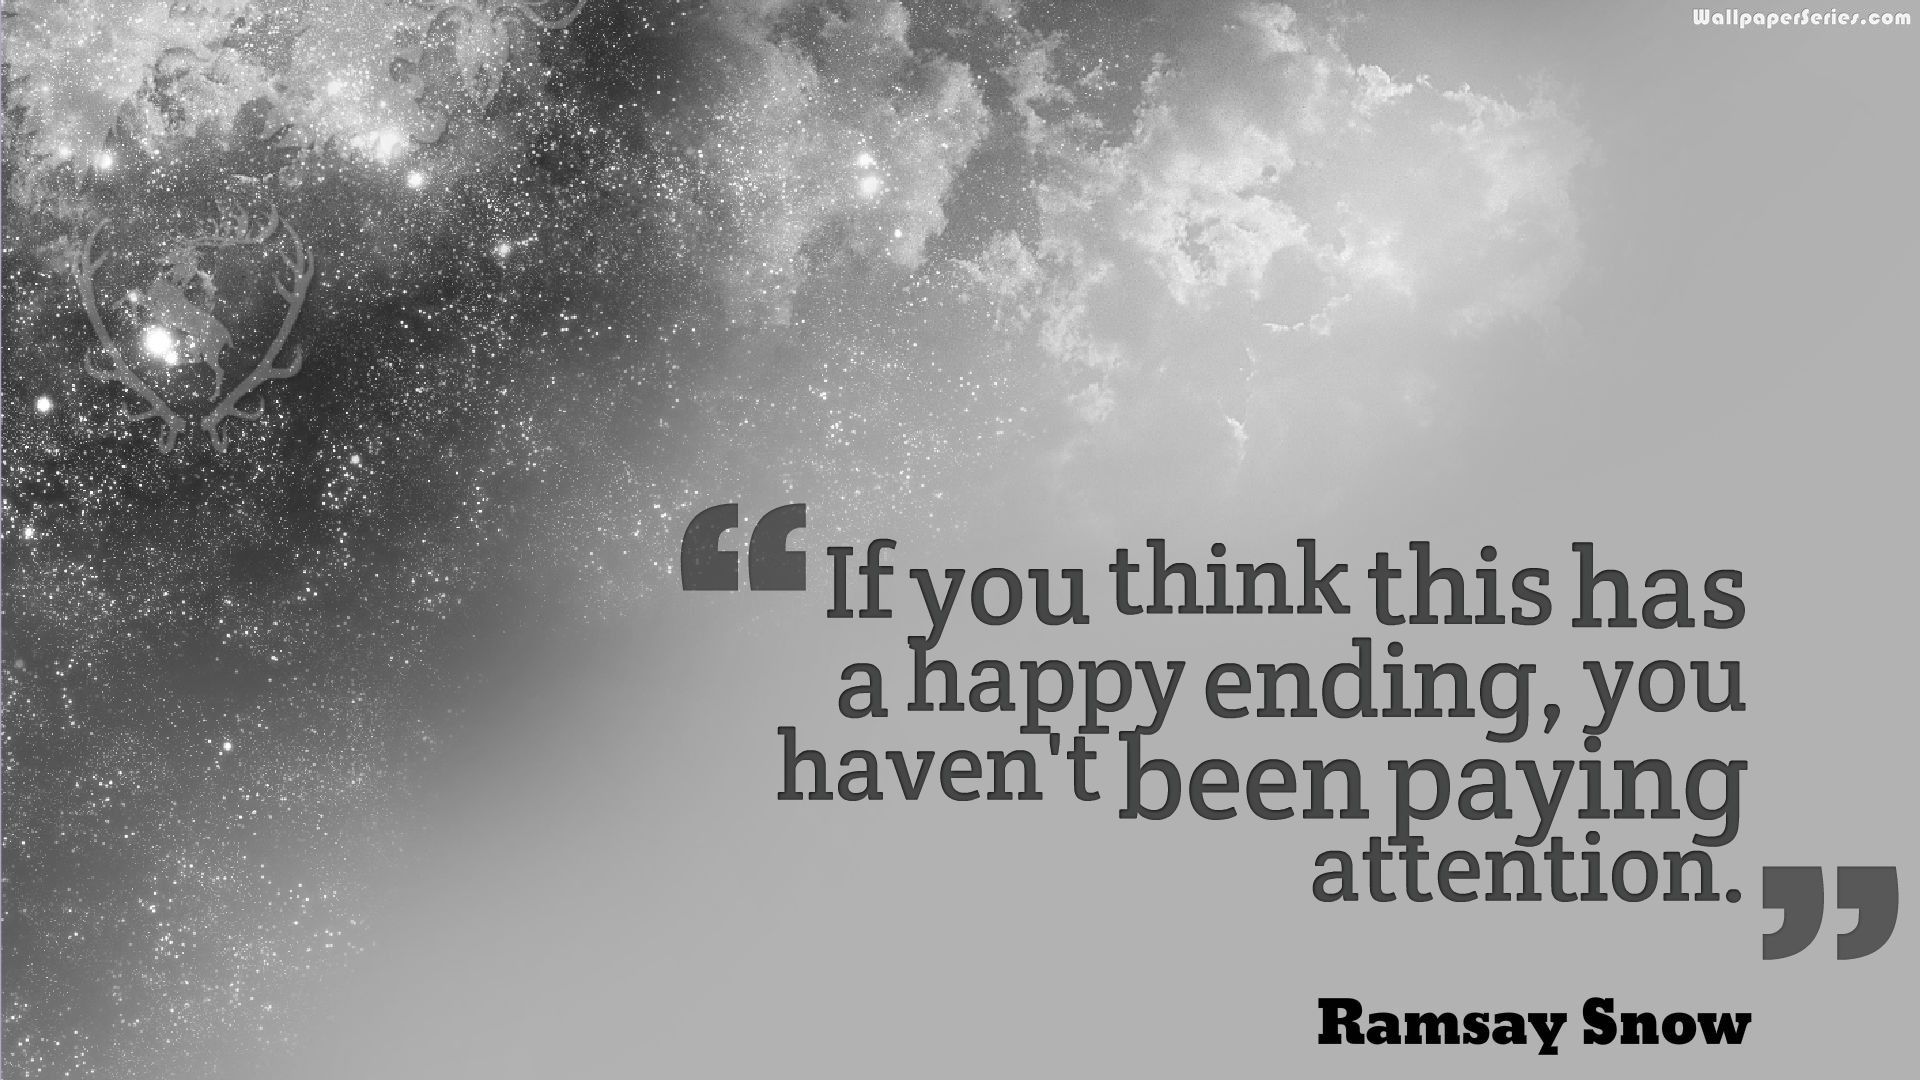 WallpaperSeries.com
“If you think this has
a happy ending, you
haven't been paying
attention.”
Ramsay Snow